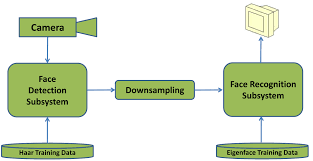 Camera
Face
Detection
Subsystem
Downsampling
Face Recognition
Subsystem
Haar Training Data
Eigenface Training Data